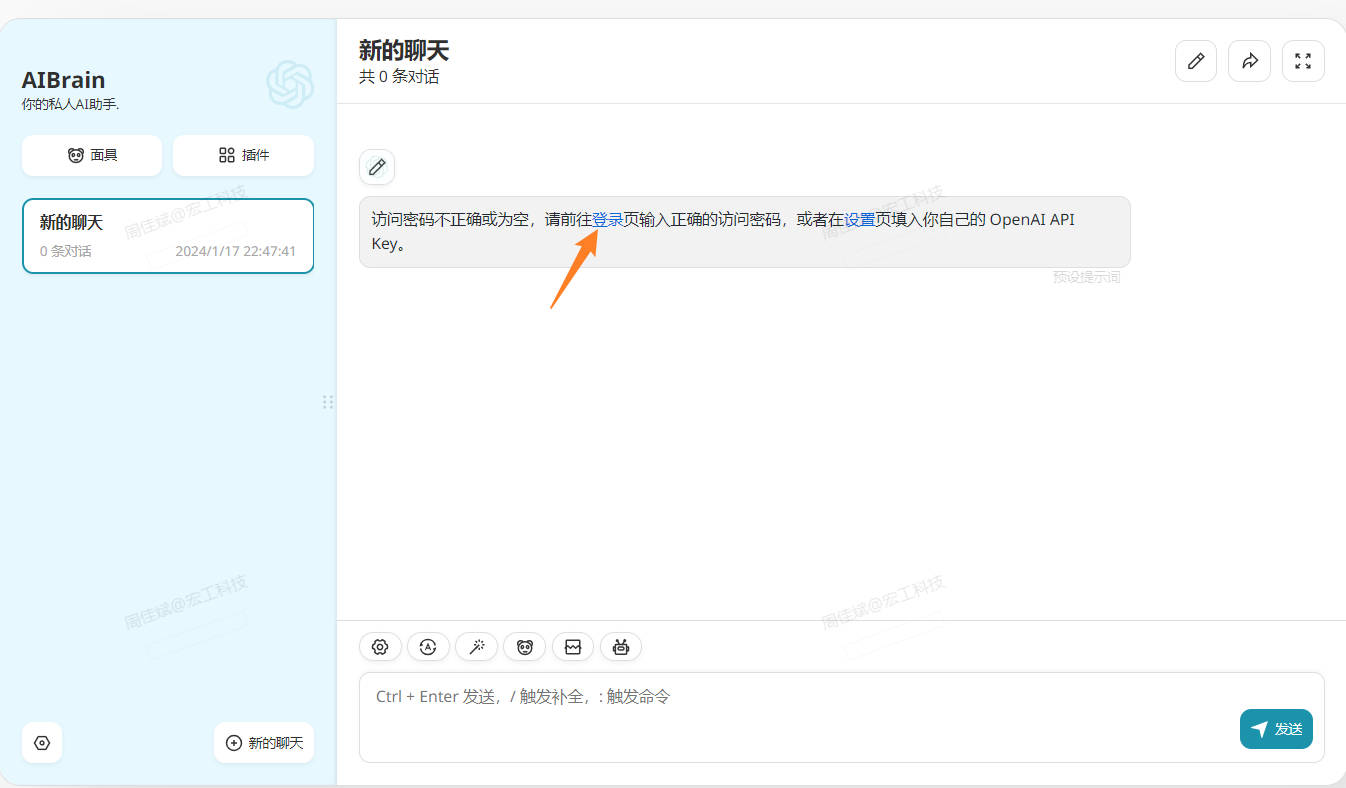 AIBrain
你的私人AI助手.
面具
插件
新的聊天
0 条对话
2024/1/17 22:47:41
新的聊天
共 0 条对话
访问密码不正确或为空，请前往登录页输入正确的访问密码，或者在设置页填入你自己的 OpenAI API
Key。
预设提示词
周佳斌@宏工科技
周佳斌@宏工科技
周佳斌@宏工科技
周佳斌@宏工科技
Ctrl + Enter 发送，/ 触发补全，: 触发命令
发送
新的聊天